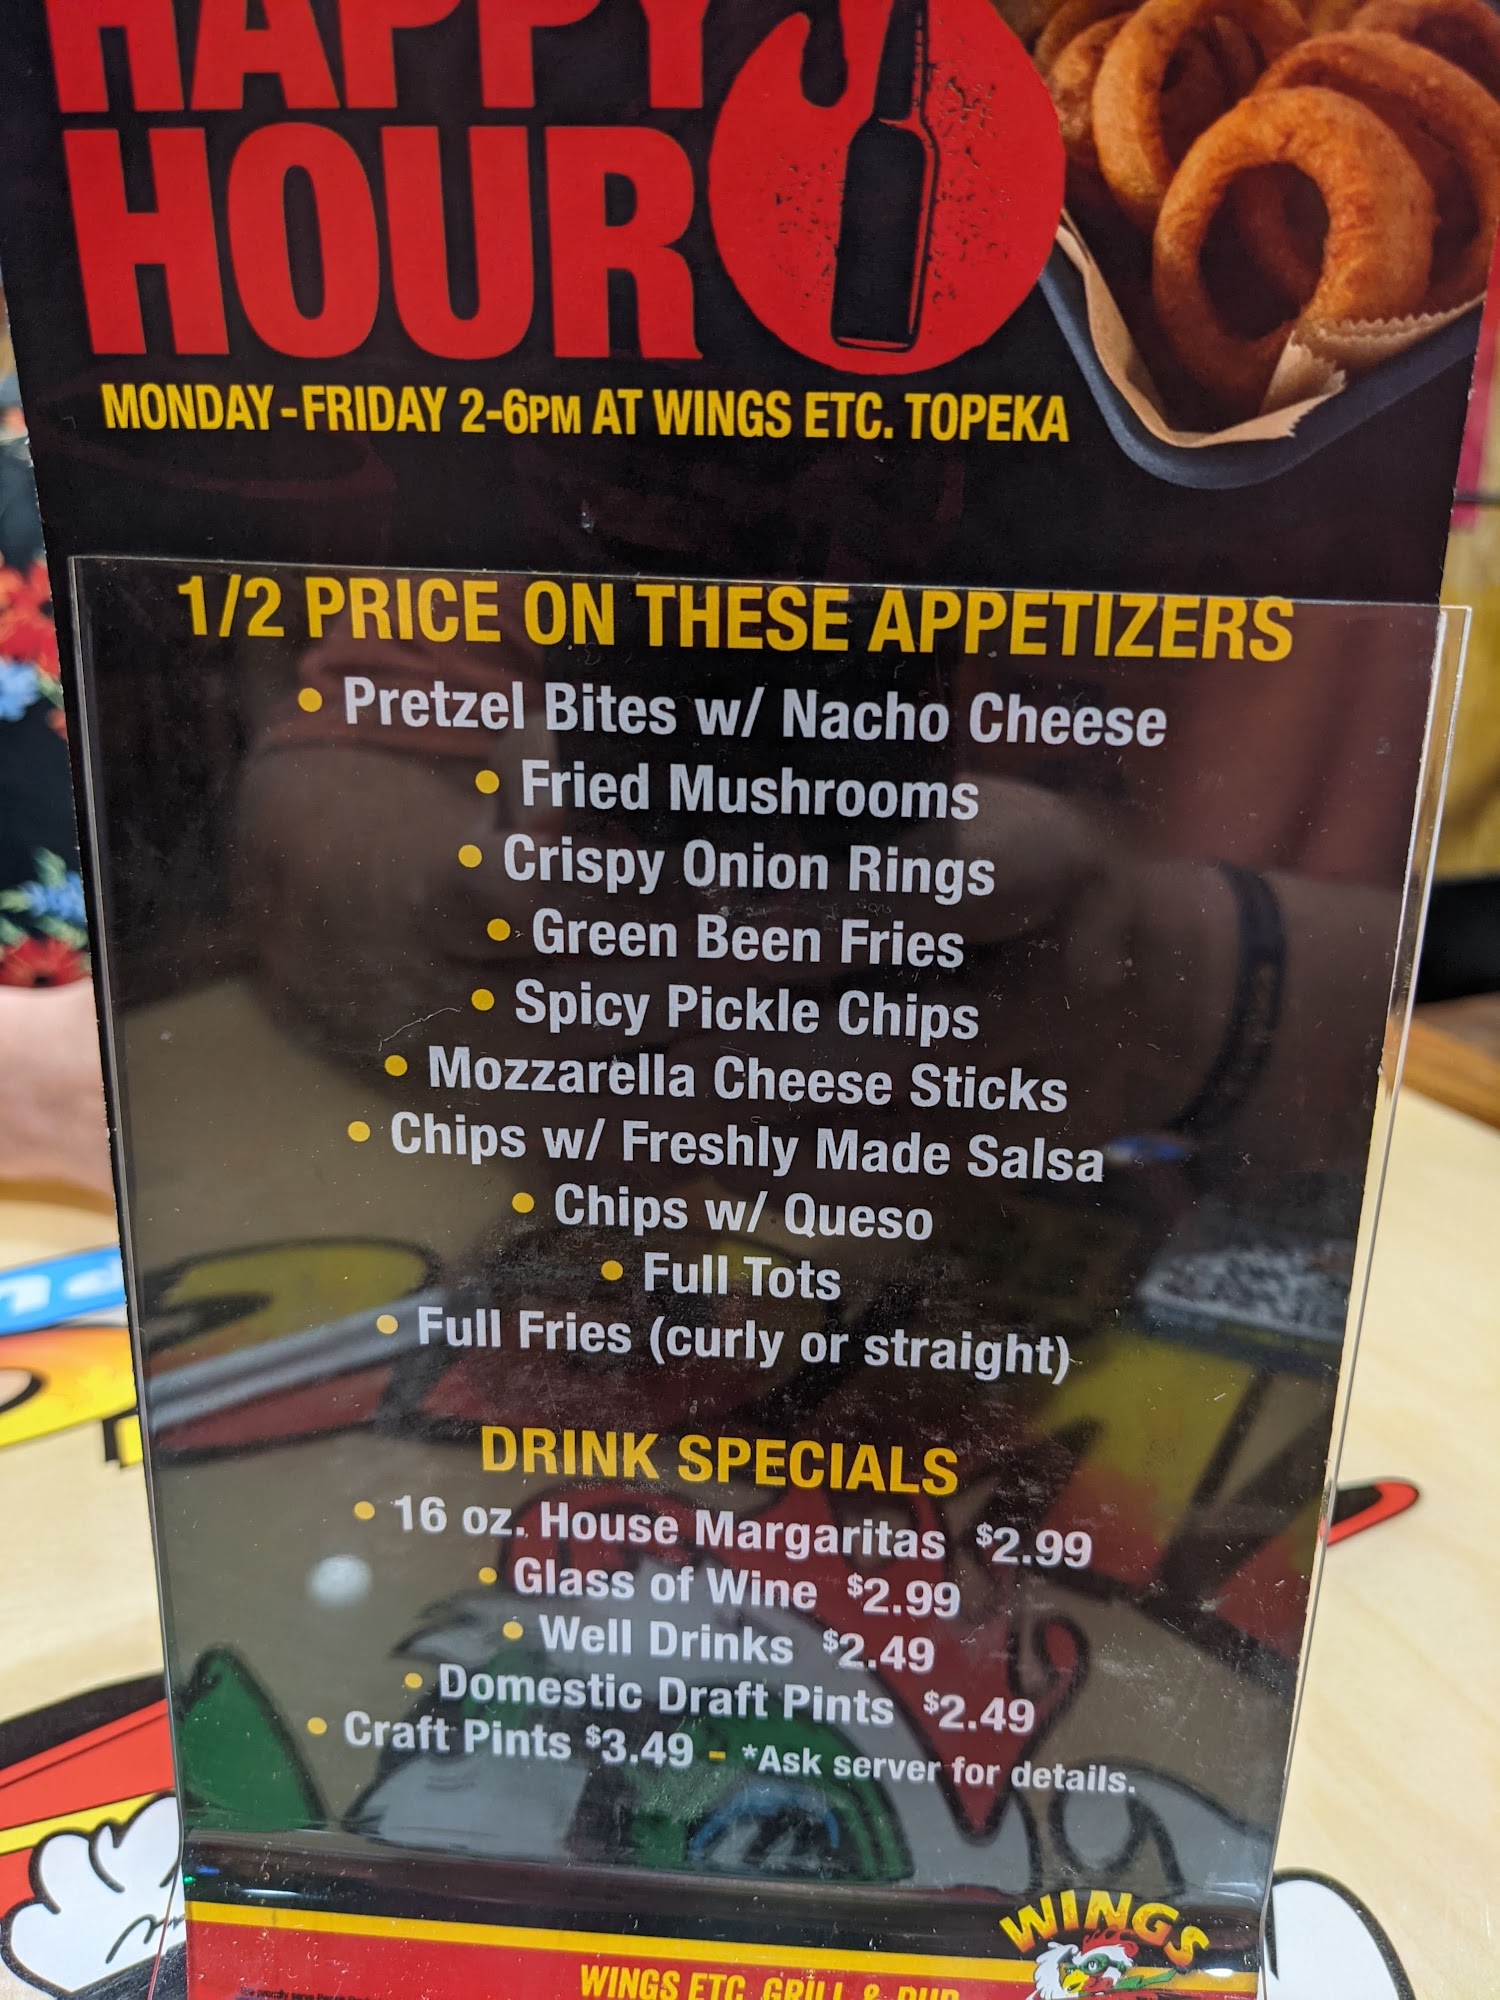 HAPPY
HOUR
MONDAY-FRIDAY 2-6PM AT WINGS ETC. TOPEKA
1/2 PRICE ON THESE APPETIZERS
• Pretzel Bites w/ Nacho Cheese
• Fried Mushrooms
• Crispy Onion Rings
• Green Been Fries
• Spicy Pickle Chips
• Mozzarella Cheese Sticks
• Chips w/ Freshly Made Salsa
• Chips w/ Queso
• Full Tots
• Full Fries (curly or straight)
DRINK SPECIALS
• 16 oz. House Margaritas $2.99
• Glass of Wine $2.99
• Well Drinks $2.49
• Domestic Draft Pints $2.49
• Craft Pints $3.49 - *Ask server for details.
WINGS
WINGS ETC. GRILL & PUB